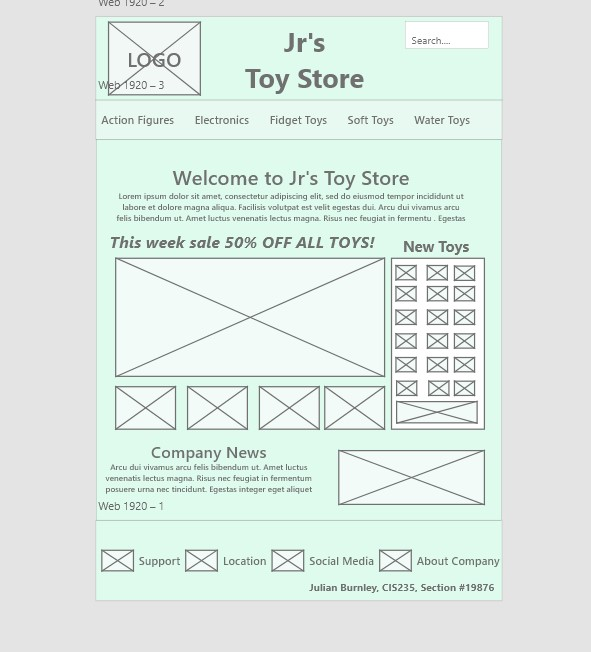 Web 1920 – 2
LOGO
Jr's
Toy Store
Search....
Web 1920 – 3
Action Figures Electronics Fidget Toys Soft Toys Water Toys
Welcome to Jr's Toy Store
Lorem ipsum dolor sit amet, consectetur adipiscing elit, sed do eiusmod tempor incididunt ut
labore et dolore magna aliqua. Facilisis volutpat est velit egestas dui. Arcu dui vivamus arcu
felis bibendum ut. Amet luctus venenatis lectus magna. Risus nec feugiat in fermentu . Egestas
This week sale 50% OFF ALL TOYS!
New Toys
Company News
Arcu dui vivamus arcu felis bibendum ut. Amet luctus
venenatis lectus magna. Risus nec feugiat in fermentum
posuere urna nec tincidunt. Egestas integer eget aliquet
Web 1920 – 1
Support Location Social Media About Company
Julian Burnley, CIS235, Section #19876